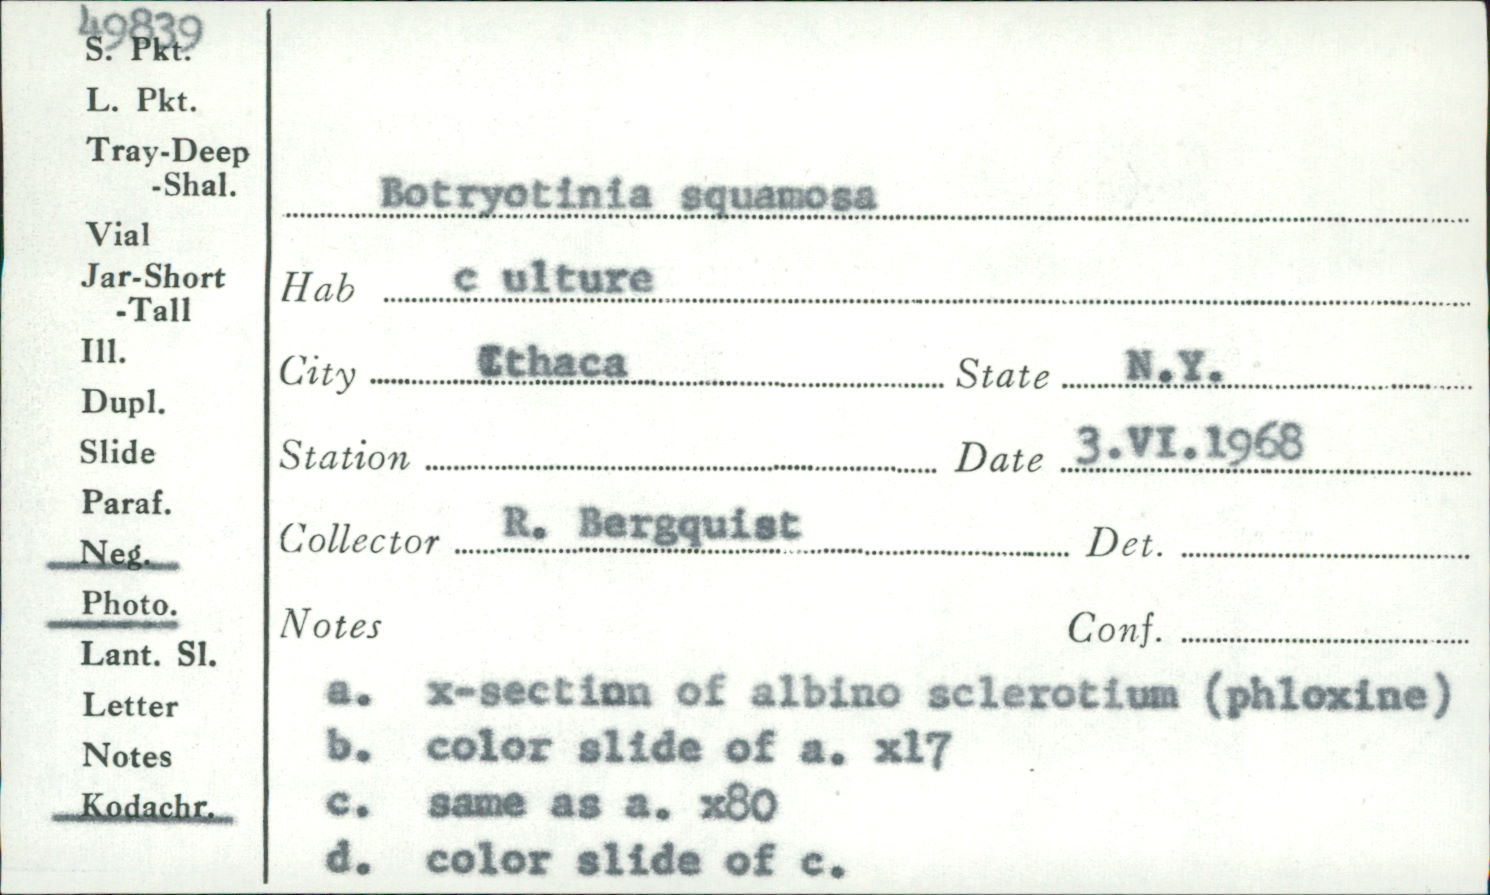 49839
S. Pkt.
L. Pkt.
Tray-Deep
-Shal.
Vial
Jar-Short
-Tall
Ill.
Dupl.
Slide
Paraf.
Neg.
Photo.
Lant. Sl.
Letter
Notes
Kodachr.
Botryotinia squamosa
Hab c ulture
City Ithaca State N.Y.
Station Date 3.VI.1968
Collector R. Bergquist Det.
Notes Conf.
a. x-section of albino sclerotium (phloxine)
b. color slide of a. x17
c. same as a. x80
d. color slide of c.